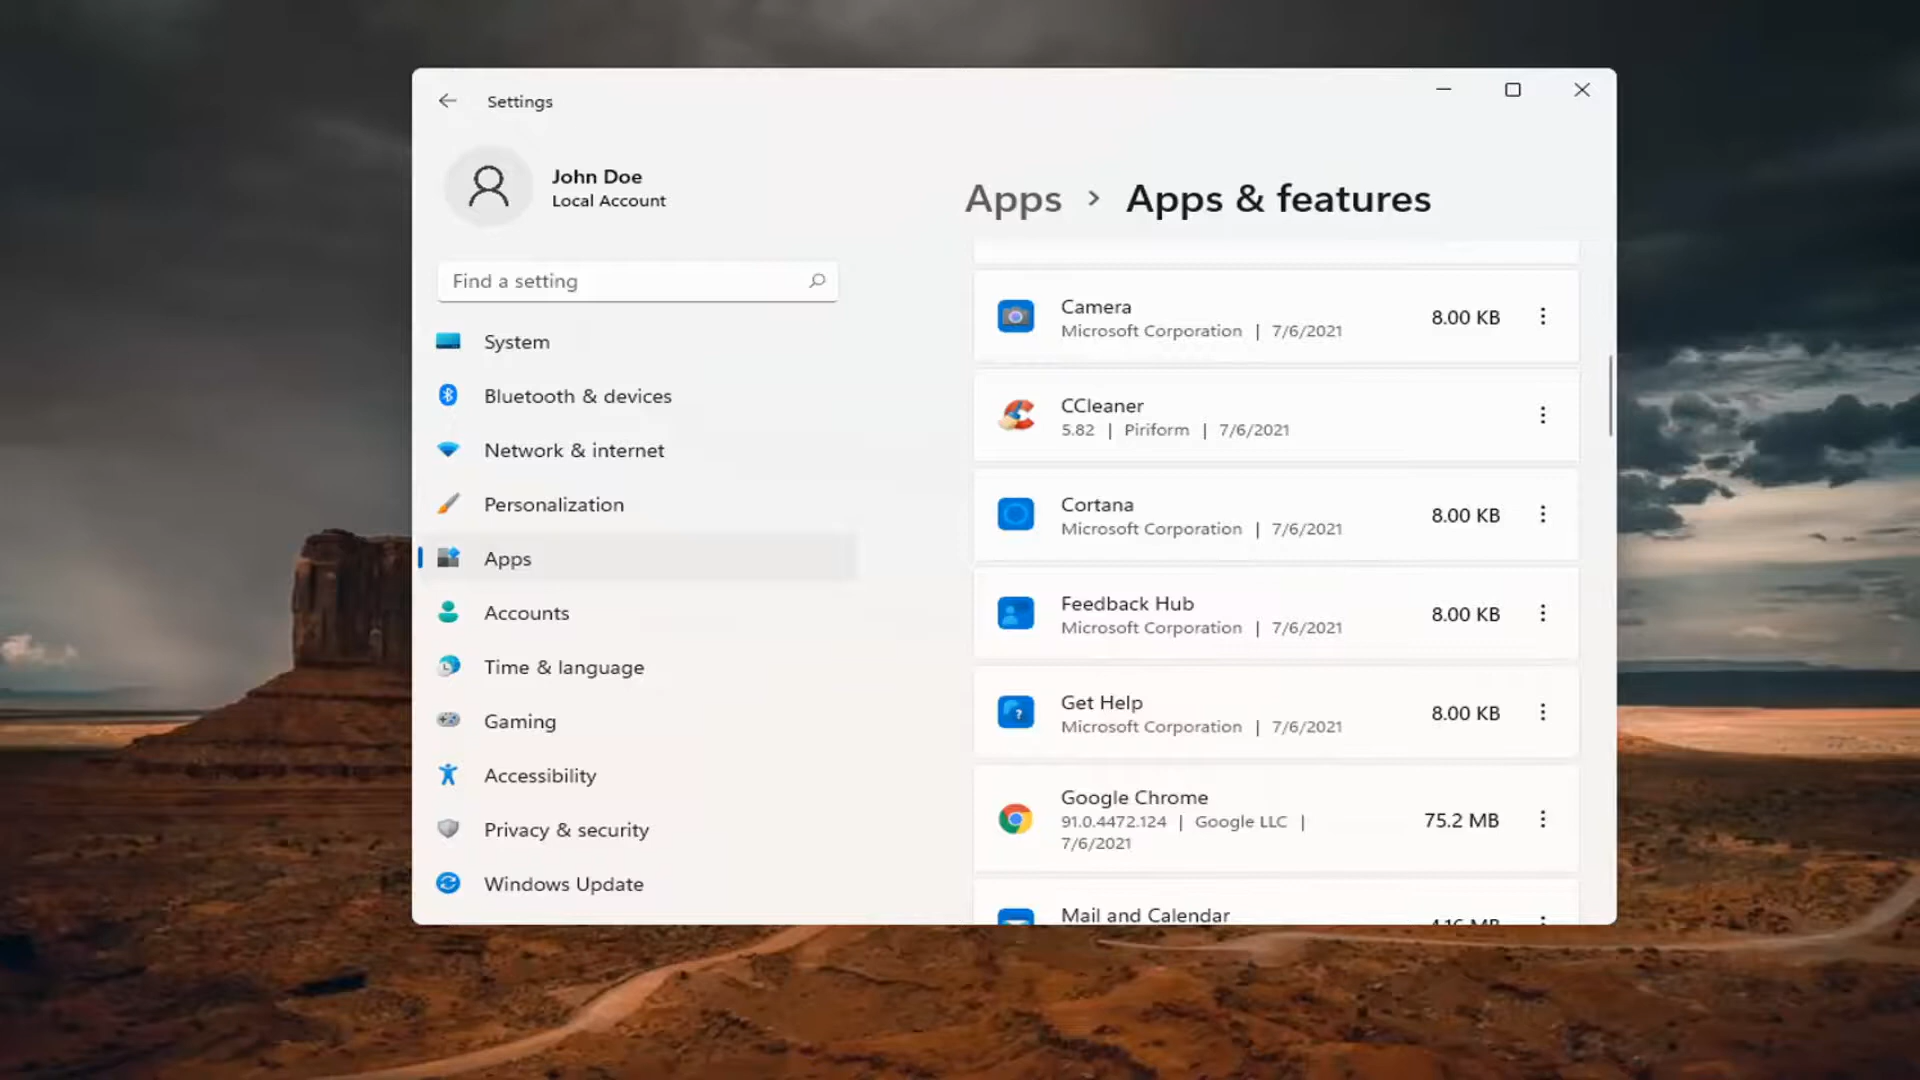 Settings
John Doe
Local Account
Find a setting
System
Bluetooth & devices
Network & internet
Personalization
Apps
Accounts
Time & language
Gaming
Accessibility
Privacy & security
Windows Update
Apps > Apps & features
Camera
Microsoft Corporation | 7/6/2021
8.00 KB
CCleaner
5.82 | Piriform | 7/6/2021
Cortana
Microsoft Corporation | 7/6/2021
8.00 KB
Feedback Hub
Microsoft Corporation | 7/6/2021
8.00 KB
Get Help
Microsoft Corporation | 7/6/2021
8.00 KB
Google Chrome
91.0.4472.124 | Google LLC |
7/6/2021
75.2 MB
Mail and Calendar